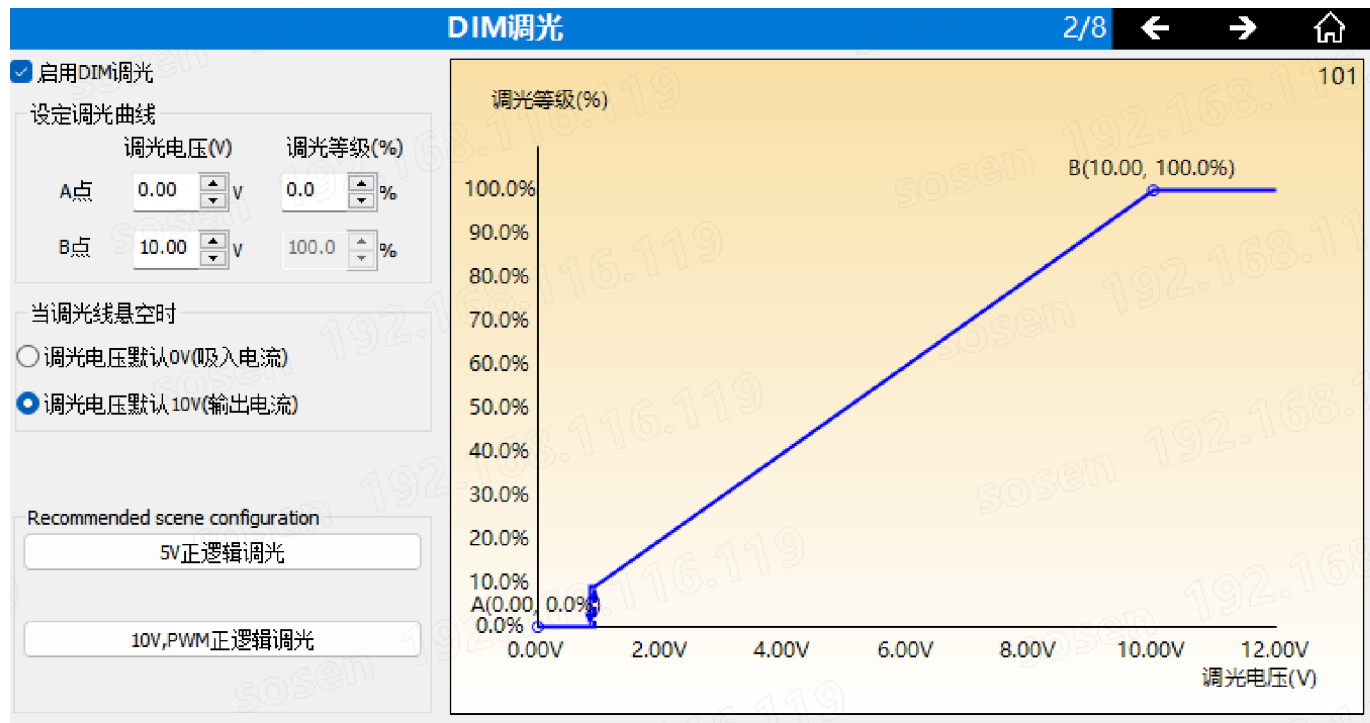 DIM调光 2/8
启用DIM调光
设定调光曲线
调光电压(V) 调光等级(%)
A点 0.00 V 0.0 %
B点 10.00 V 100.0 %
当调光线悬空时
调光电压默认0V(吸入电流)
调光电压默认10V(输出电流)
Recommended scene configuration
5V正逻辑调光
10V,PWM正逻辑调光
101
调光等级(%)
B(10.00, 100.0%)
100.0%
90.0%
80.0%
70.0%
60.0%
50.0%
40.0%
30.0%
20.0%
10.0%
A(0.00, 0.0%)
0.0%
0.00V 2.00V 4.00V 6.00V 8.00V 10.00V 12.00V
调光电压(V)
sosen 192.168.116.119